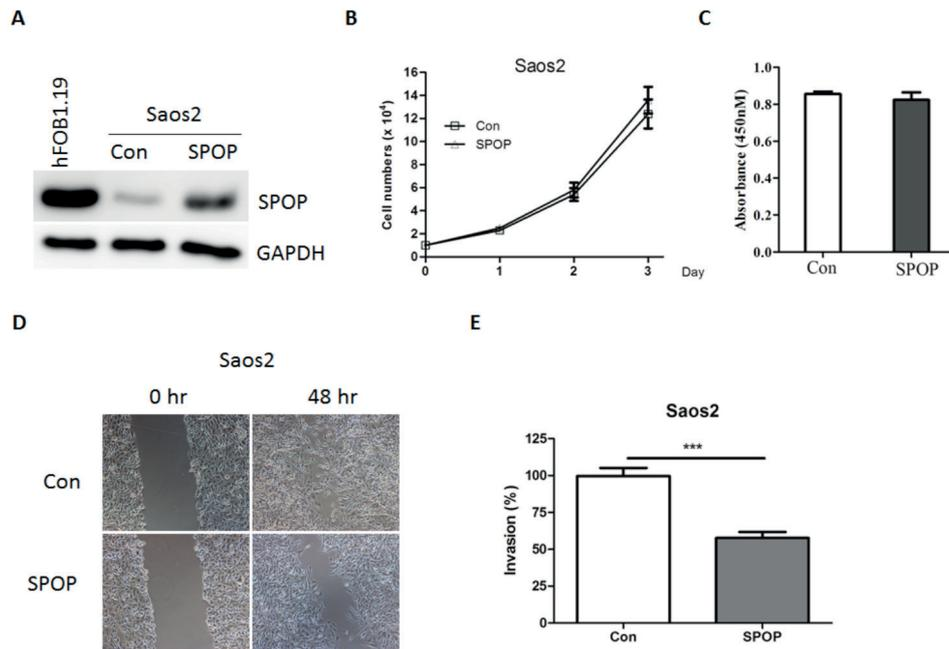 A
hFOB1.19
Saos2
Con SPOP
SPOP
GAPDH
B
Saos2
Cell numbers (x 10⁴)
16
14
12
10
8
6
4
2
0
Con
SPOP
0 1 2 3 Day
C
Absorbance (450nM)
1.0
0.8
0.6
0.4
0.2
0.0
Con SPOP
D
Saos2
0 hr 48 hr
Con
SPOP
E
Saos2
Invasion (%)
125
100
75
50
25
0
***
Con SPOP